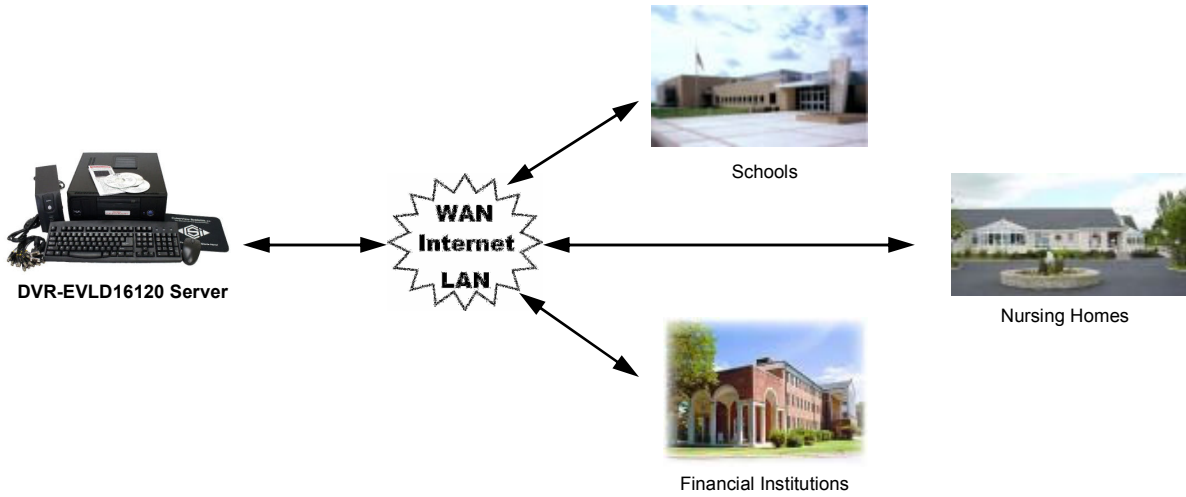 Schools
WAN
Internet
LAN
DVR-EVLD16120 Server
Nursing Homes
Financial Institutions